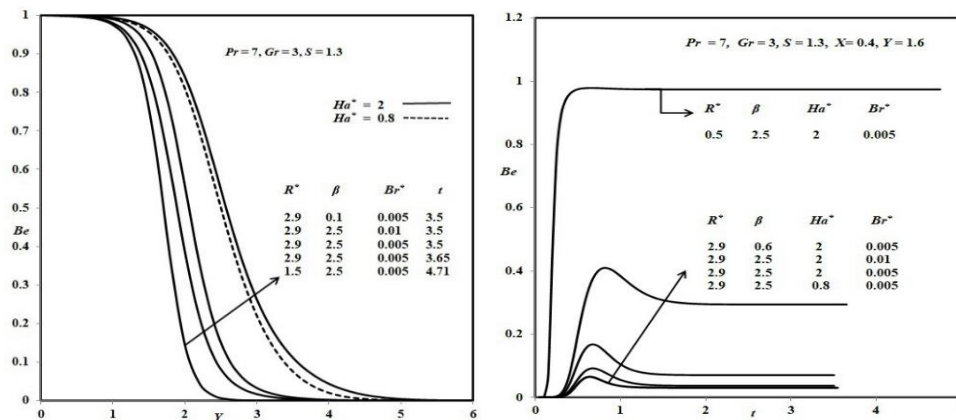 1
0.9
0.8
0.7
0.6
0.5
0.4
0.3
0.2
0.1
0
Be
Pr = 7, Gr = 3, S = 1.3
Ha* = 2
Ha* = 0.8
R* β Br* t
2.9 0.1 0.005 3.5
2.9 2.5 0.01 3.5
2.9 2.5 0.005 3.5
2.9 2.5 0.005 3.65
1.5 2.5 0.005 4.71
0 1 2 3 4 5 6
Y
1.2
1
0.8
0.6
0.4
0.2
0
Be
Pr = 7, Gr = 3, S = 1.3, X= 0.4, Y = 1.6
R* β Ha* Br*
0.5 2.5 2 0.005
R* β Ha* Br*
2.9 0.6 2 0.005
2.9 2.5 2 0.01
2.9 2.5 2 0.005
2.9 2.5 0.8 0.005
0 1 2 3 4
t